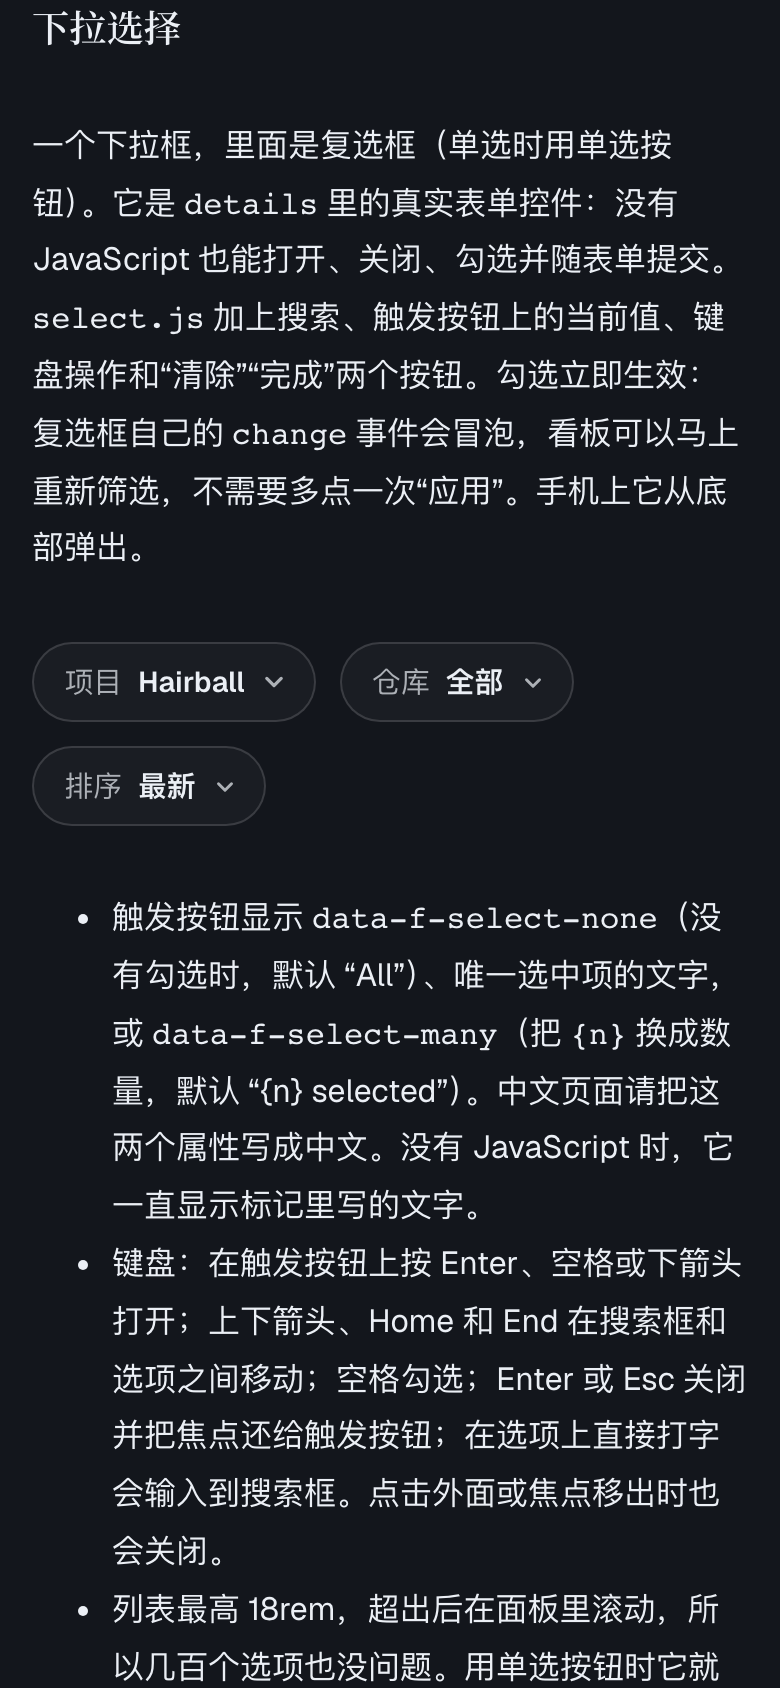 下拉选择
一个下拉框，里面是复选框（单选时用单选按
钮）。它是 details 里的真实表单控件：没有
JavaScript 也能打开、关闭、勾选并随表单提交。
select.js 加上搜索、触发按钮上的当前值、键
盘操作和“清除”“完成”两个按钮。勾选立即生效：
复选框自己的 change 事件会冒泡，看板可以马上
重新筛选，不需要多点一次“应用”。手机上它从底
部弹出。
项目 Hairball
仓库 全部
排序 最新
• 触发按钮显示 data-f-select-none（没
有勾选时，默认 “All”）、唯一选中项的文字，
或 data-f-select-many（把 {n} 换成数
量，默认 “{n} selected”）。中文页面请把这
两个属性写成中文。没有 JavaScript 时，它
一直显示标记里写的文字。
• 键盘：在触发按钮上按 Enter、空格或下箭头
打开；上下箭头、Home 和 End 在搜索框和
选项之间移动；空格勾选；Enter 或 Esc 关闭
并把焦点还给触发按钮；在选项上直接打字
会输入到搜索框。点击外面或焦点移出时也
会关闭。
• 列表最高 18rem，超出后在面板里滚动，所
以几百个选项也没问题。用单选按钮时它就